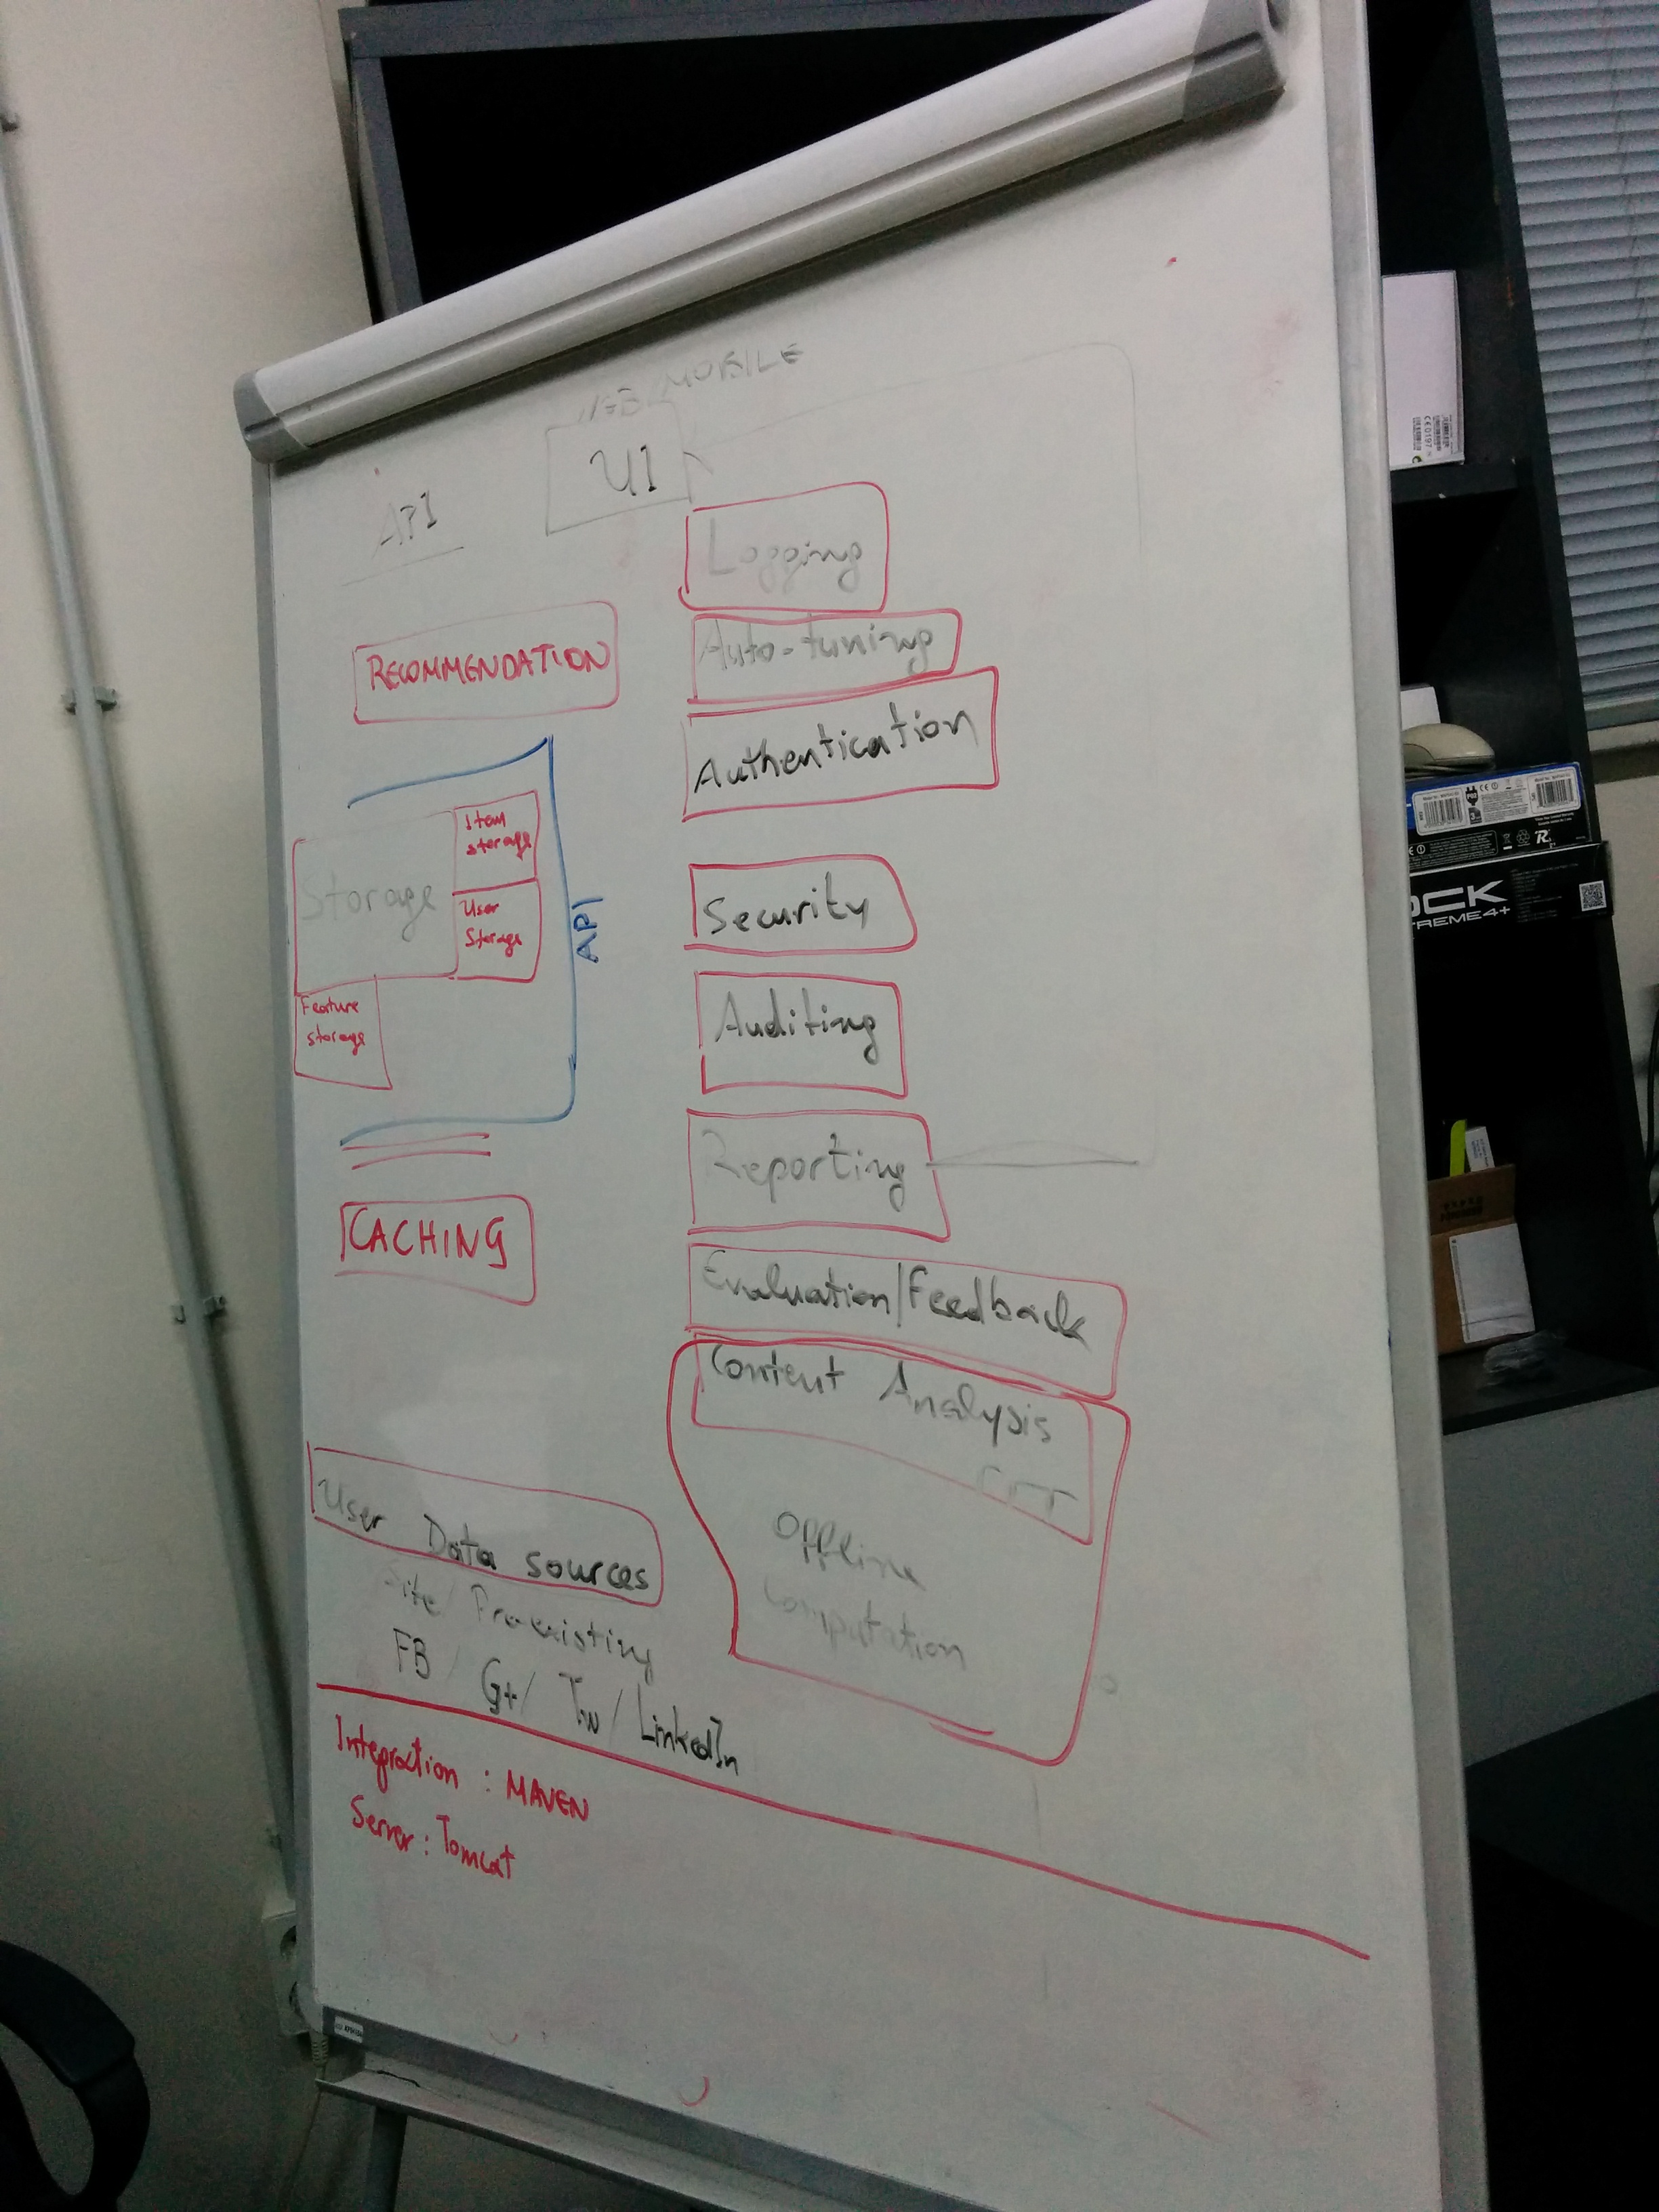 WEB MOBILE
UI
API
Logging
RECOMMENDATION
Auto-tuning
Authentication
Storage
Item
storage
User
Storage
Feature
storage
API
Security
Auditing
Reporting
CACHING
Evaluation/Feedback
Content Analysis
Offline
Computation
User Data sources
Site/Preexisting
FB / G+/ Tw/LinkedIn
Integration : MAVEN
Server: Tomcat
CK
TREME4+
CE0197